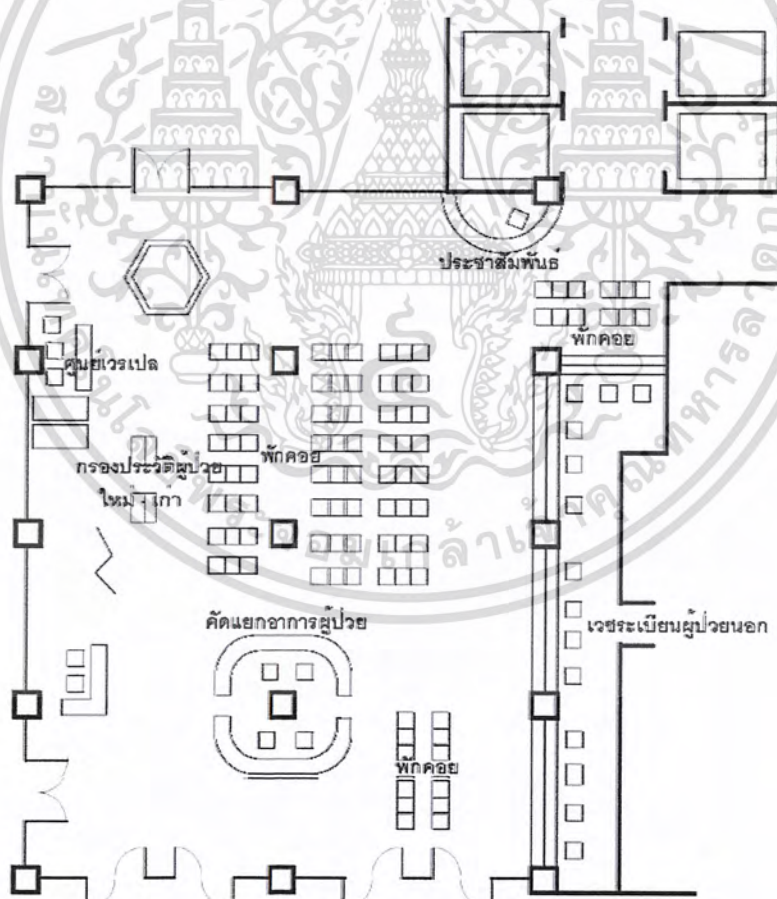 ประชาสัมพันธ์
พักคอย
ศูนย์เวรเปล
กรองประวัติผู้ป่วย
ใหม่ - เก่า
พักคอย
คัดแยกอาการผู้ป่วย
เวชระเบียนผู้ป่วยนอก
พักคอย